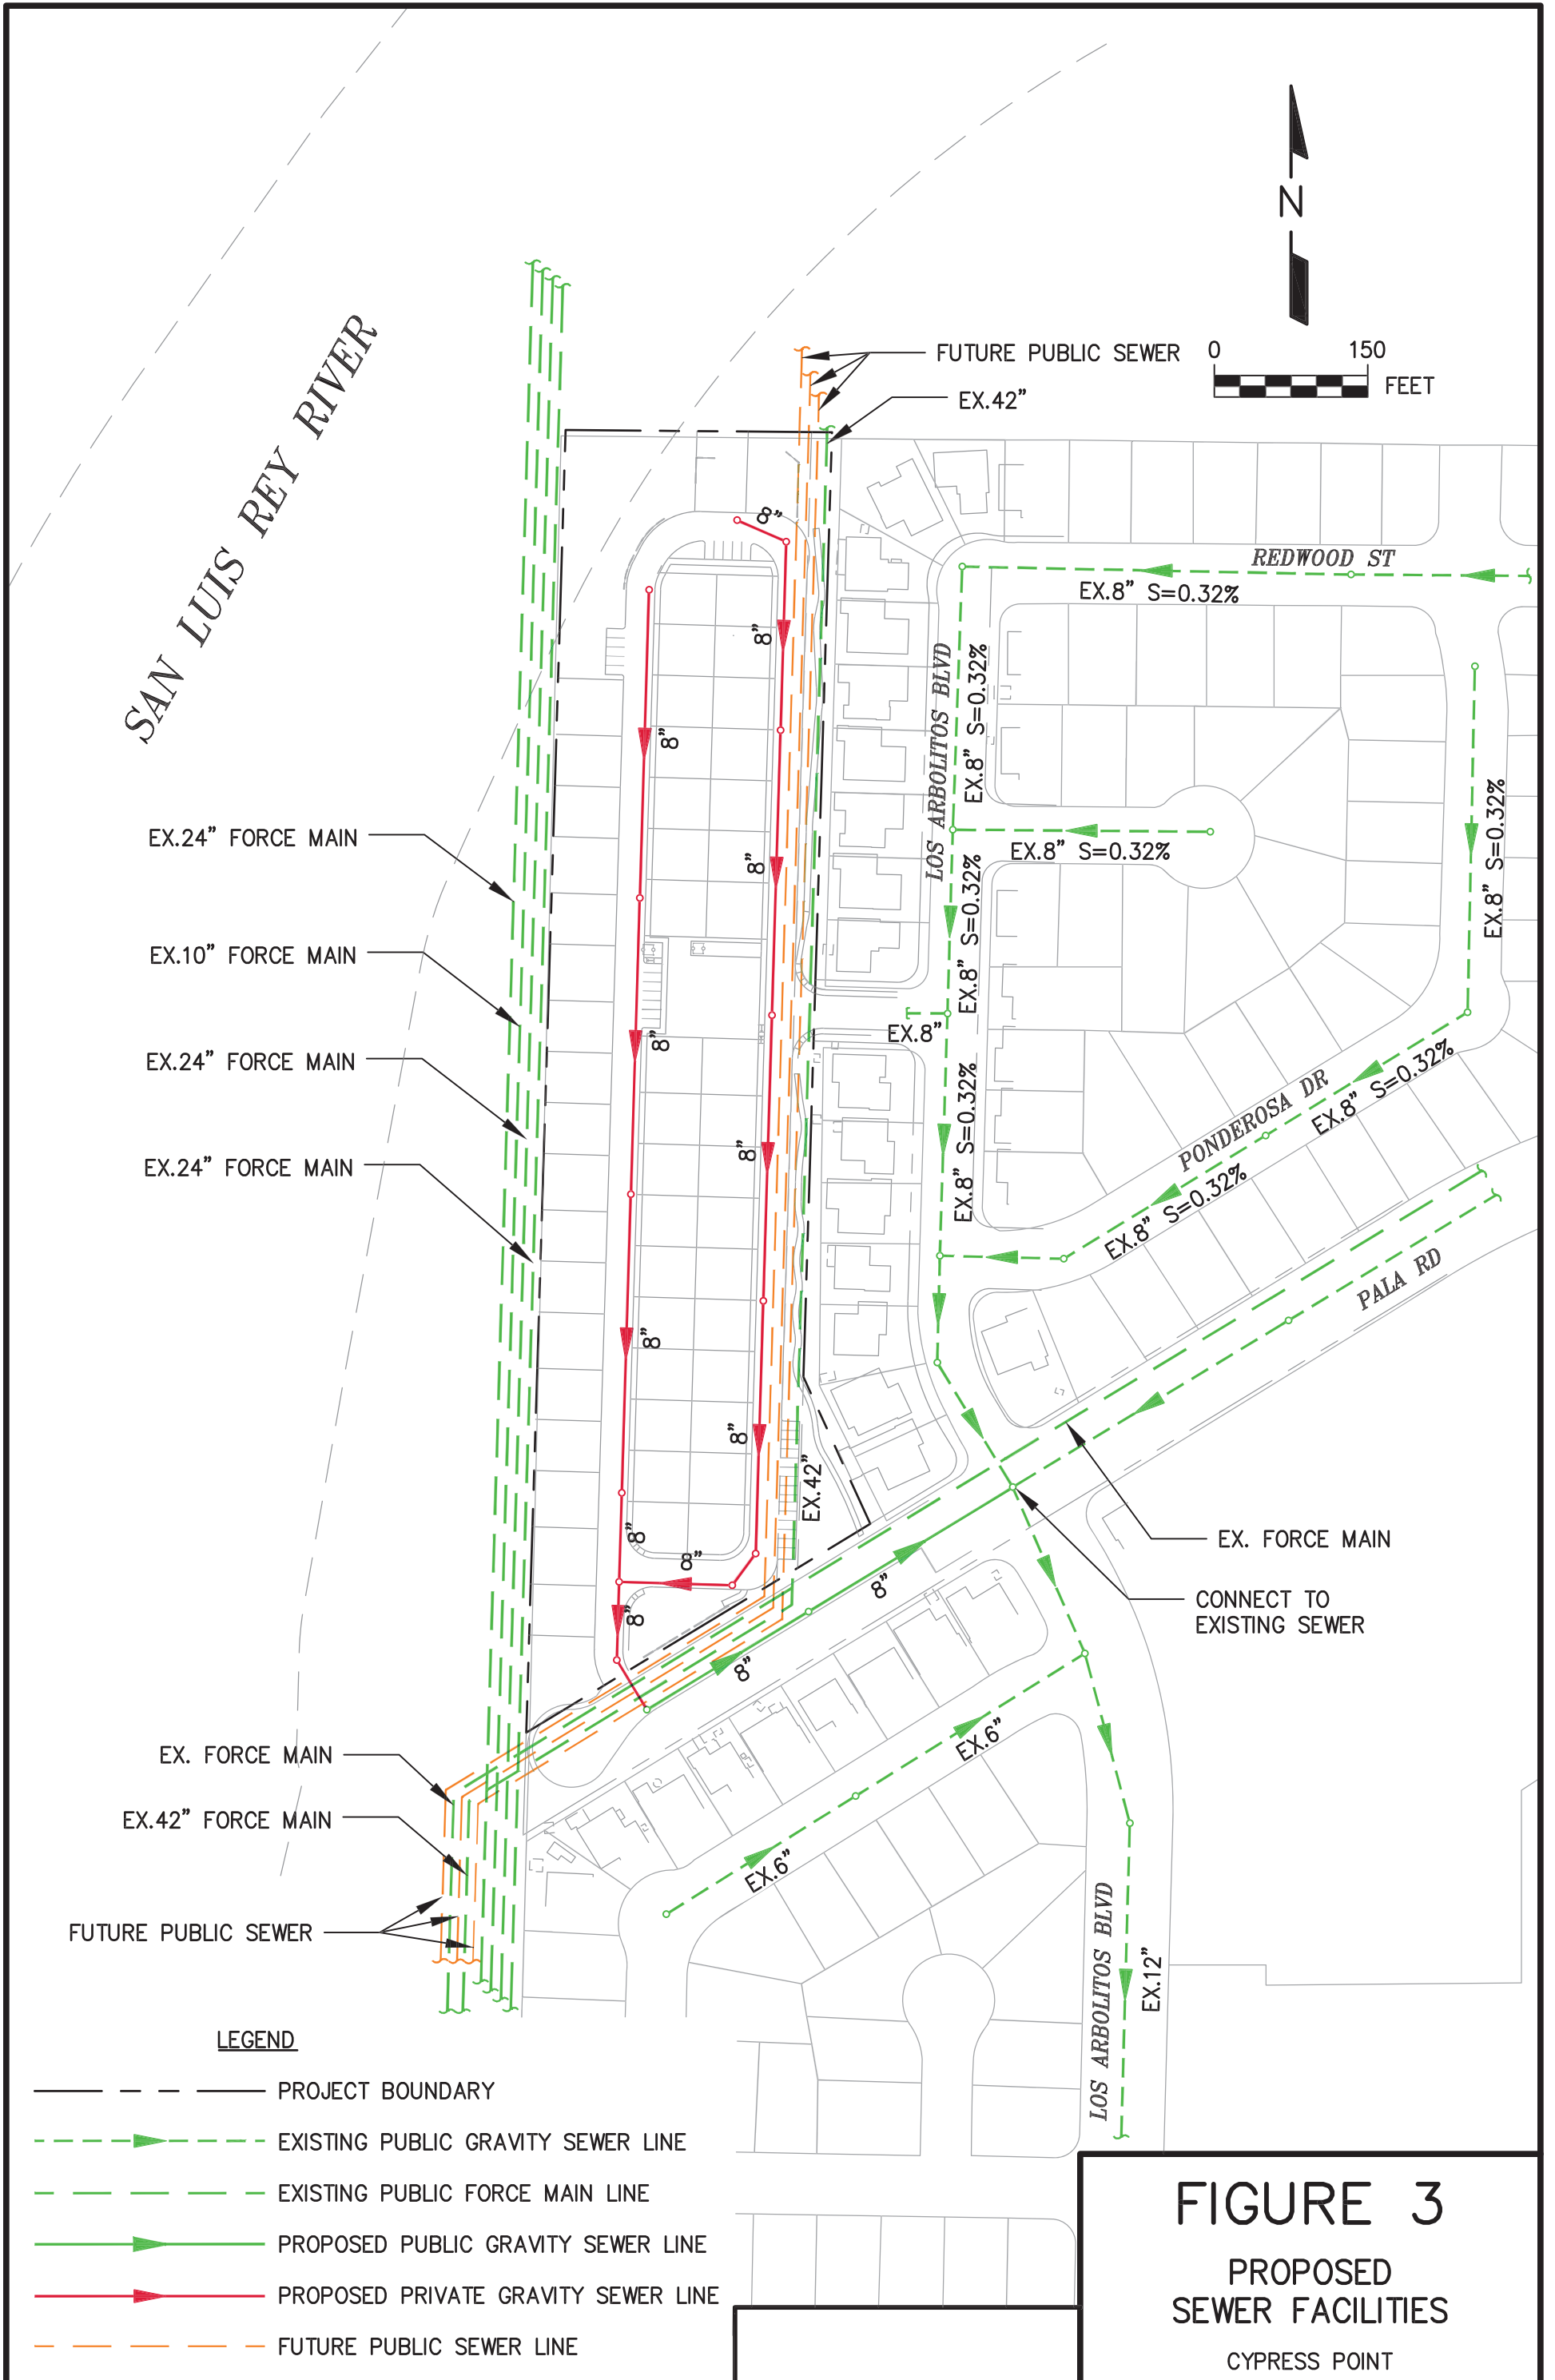 N
0 150
FEET
FUTURE PUBLIC SEWER
EX.42"
SAN LUIS REY RIVER
8"
REDWOOD ST
EX.8" S=0.32%
8"
LOS ARBOLITOS BLVD
EX.8" S=0.32%
8"
EX.24" FORCE MAIN
EX.8" S=0.32%
8"
EX.8" S=0.32%
EX.8" S=0.32%
EX.10" FORCE MAIN
EX.8"
8"
EX.24" FORCE MAIN
EX.8" S=0.32%
PONDEROSA DR
EX.8" S=0.32%
EX.8" S=0.32%
8"
EX.24" FORCE MAIN
PALA RD
8"
8"
EX.42"
8"
8"
EX. FORCE MAIN
8"
CONNECT TO
EXISTING SEWER
8"
8"
EX.6"
EX.6"
EX. FORCE MAIN
EX.42" FORCE MAIN
FUTURE PUBLIC SEWER
LOS ARBOLITOS BLVD
EX.12"
LEGEND
PROJECT BOUNDARY
EXISTING PUBLIC GRAVITY SEWER LINE
EXISTING PUBLIC FORCE MAIN LINE
PROPOSED PUBLIC GRAVITY SEWER LINE
PROPOSED PRIVATE GRAVITY SEWER LINE
FUTURE PUBLIC SEWER LINE
FIGURE 3
PROPOSED
SEWER FACILITIES
CYPRESS POINT